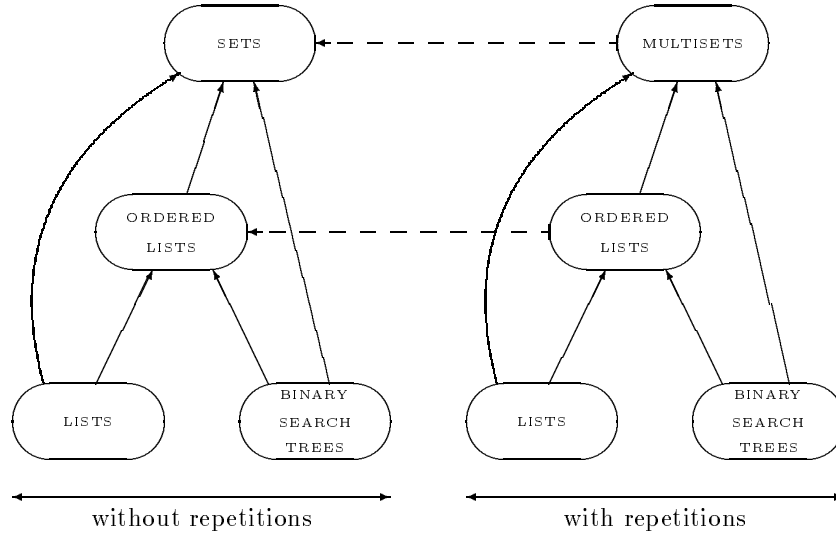 SETS
MULTISETS
ORDERED
LISTS
ORDERED
LISTS
LISTS
BINARY
SEARCH
TREES
LISTS
BINARY
SEARCH
TREES
without repetitions
with repetitions